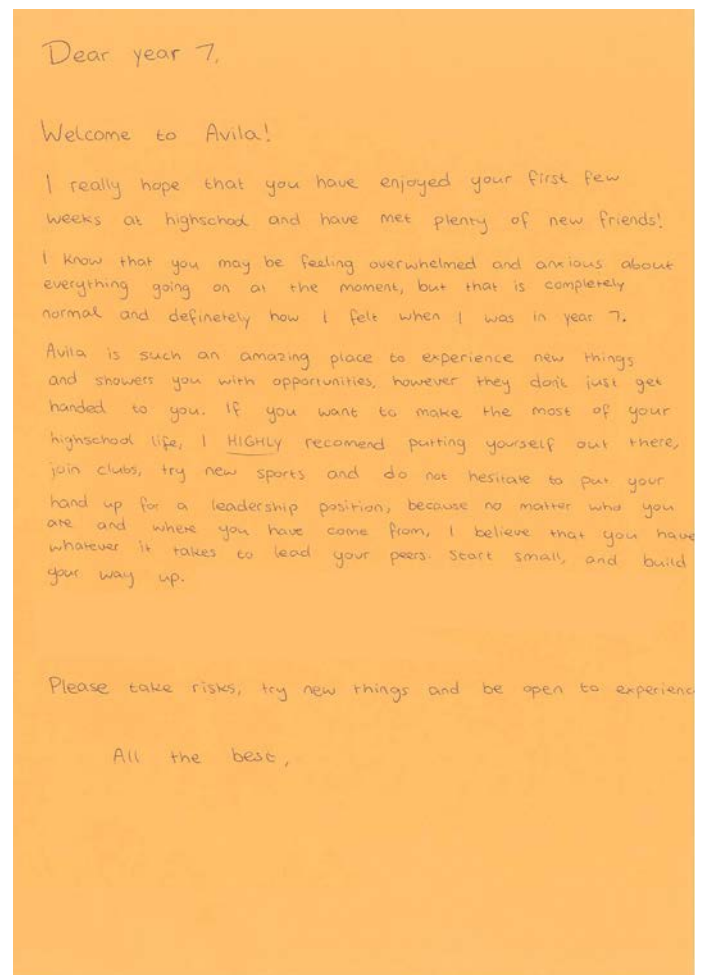 Dear year 7,
Welcome to Avila!
I really hope that you have enjoyed your first few
weeks at highschool and have met plenty of new friends!
I know that you may be feeling overwhelmed and anxious about
everything going on at the moment, but that is completely
normal and definetely how I felt when I was in year 7.
Avila is such an amazing place to experience new things
and showers you with opportunities, however they don't just get
handed to you. If you want to make the most of your
highschool life, I HIGHLY recomend putting yourself out there,
join clubs, try new sports and do not hesitate to put your
hand up for a leadership position, because no matter who you
are and where you have come from, I believe that you have
whatever it takes to lead your peers. Start small, and build
your way up.
Please take risks, try new things and be open to experienc
All the best,